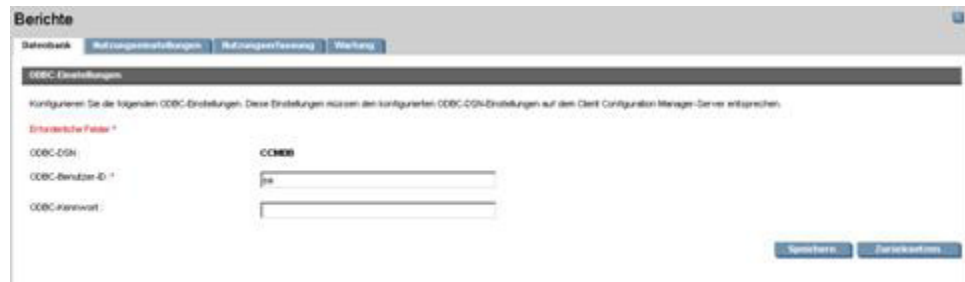 Berichte
Datenbank Nutzungseinstellungen Nutzungserfassung Wartung
ODBC-Einstellungen
Konfigurieren Sie die folgenden ODBC-Einstellungen. Diese Einstellungen müssen den konfigurierten ODBC-DSN-Einstellungen auf dem Client Configuration Manager-Server entsprechen.
Erforderliche Felder *
ODBC-DSN: CCMDB
ODBC-Benutzer-ID: * sa
ODBC-Kennwort:
Speichern Zurücksetzen